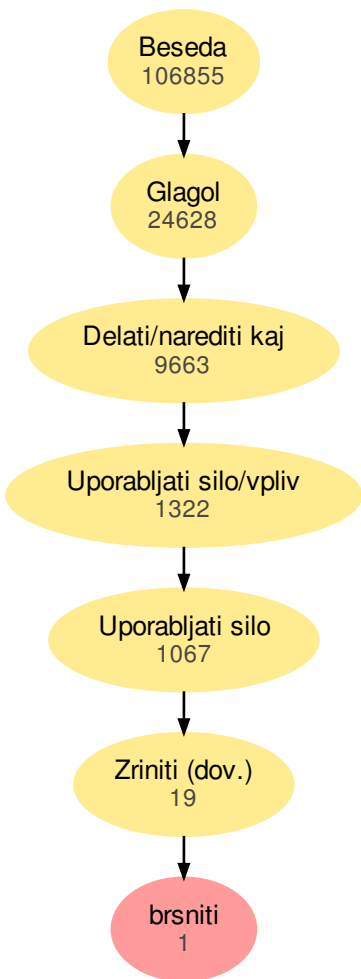 Beseda
106855
Glagol
24628
Delati/narediti kaj
9663
Uporabljati silo/vpliv
1322
Uporabljati silo
1067
Zriniti (dov.)
19
brsniti
1